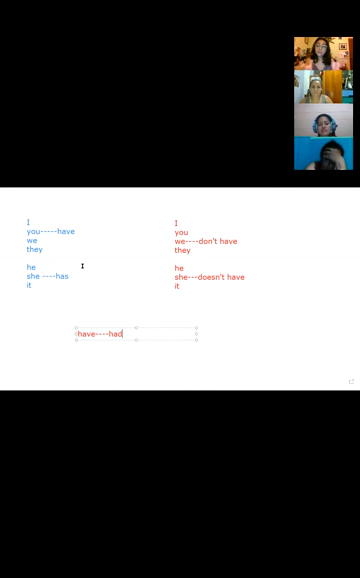 I
you-----have
we
they
he
she ----has
it
I
you
we----don't have
they
he
she---doesn't have
it
have----had